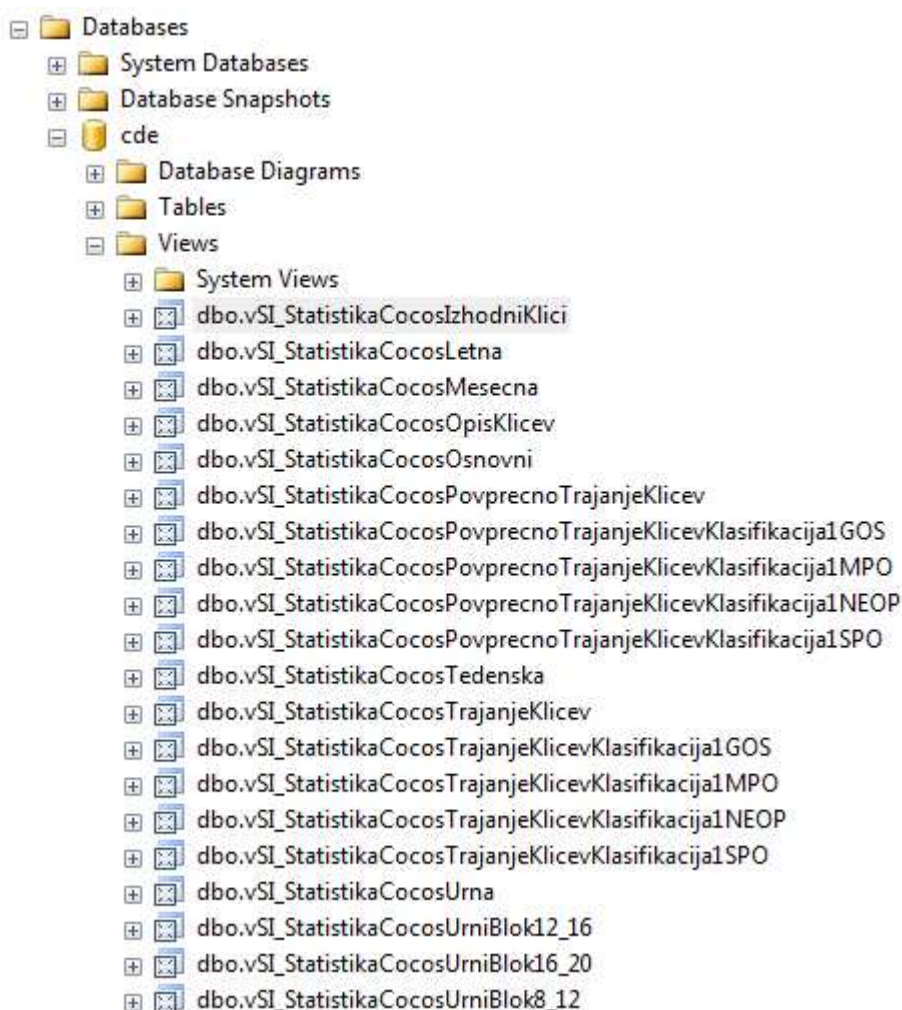 Databases
System Databases
Database Snapshots
cde
Database Diagrams
Tables
Views
System Views
dbo.vSI_StatistikaCocosIzhodniKlici
dbo.vSI_StatistikaCocosLetna
dbo.vSI_StatistikaCocosMesecna
dbo.vSI_StatistikaCocosOpisKlicev
dbo.vSI_StatistikaCocosOsnovni
dbo.vSI_StatistikaCocosPovprecnoTrajanjeKlicev
dbo.vSI_StatistikaCocosPovprecnoTrajanjeKlicevKlasifikacija1GOS
dbo.vSI_StatistikaCocosPovprecnoTrajanjeKlicevKlasifikacija1MPO
dbo.vSI_StatistikaCocosPovprecnoTrajanjeKlicevKlasifikacija1NEOP
dbo.vSI_StatistikaCocosPovprecnoTrajanjeKlicevKlasifikacija1SPO
dbo.vSI_StatistikaCocosTedenska
dbo.vSI_StatistikaCocosTrajanjeKlicev
dbo.vSI_StatistikaCocosTrajanjeKlicevKlasifikacija1GOS
dbo.vSI_StatistikaCocosTrajanjeKlicevKlasifikacija1MPO
dbo.vSI_StatistikaCocosTrajanjeKlicevKlasifikacija1NEOP
dbo.vSI_StatistikaCocosTrajanjeKlicevKlasifikacija1SPO
dbo.vSI_StatistikaCocosUrna
dbo.vSI_StatistikaCocosUrniBlok12_16
dbo.vSI_StatistikaCocosUrniBlok16_20
dbo.vSI_StatistikaCocosUrniBlok8_12